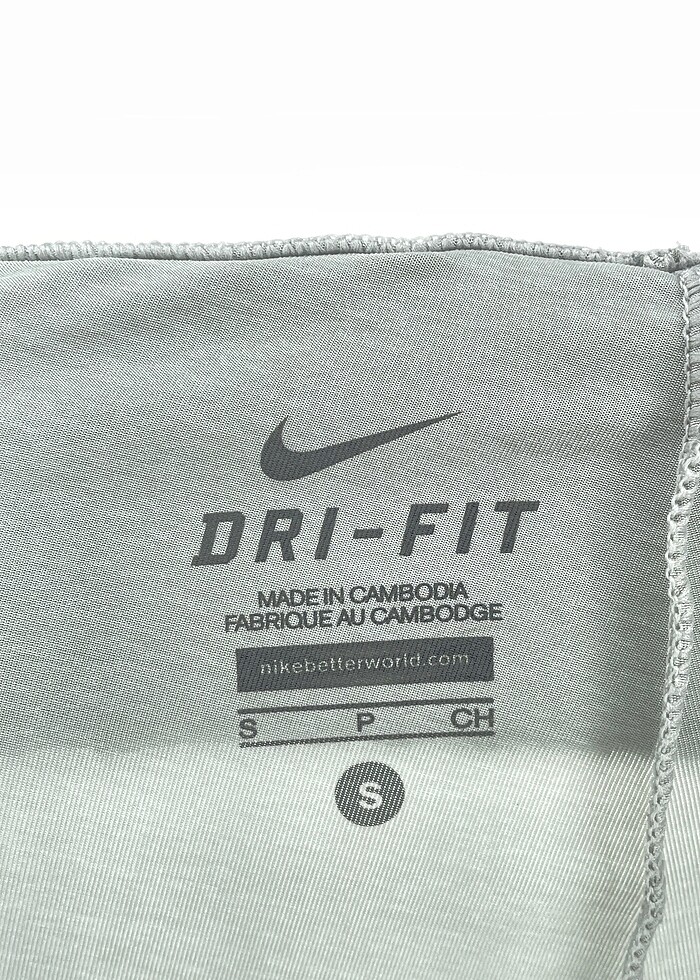 DRI-FIT
MADE IN CAMBODIA
FABRIQUE AU CAMBODGE
nikebetterworld.com
S P CH
S